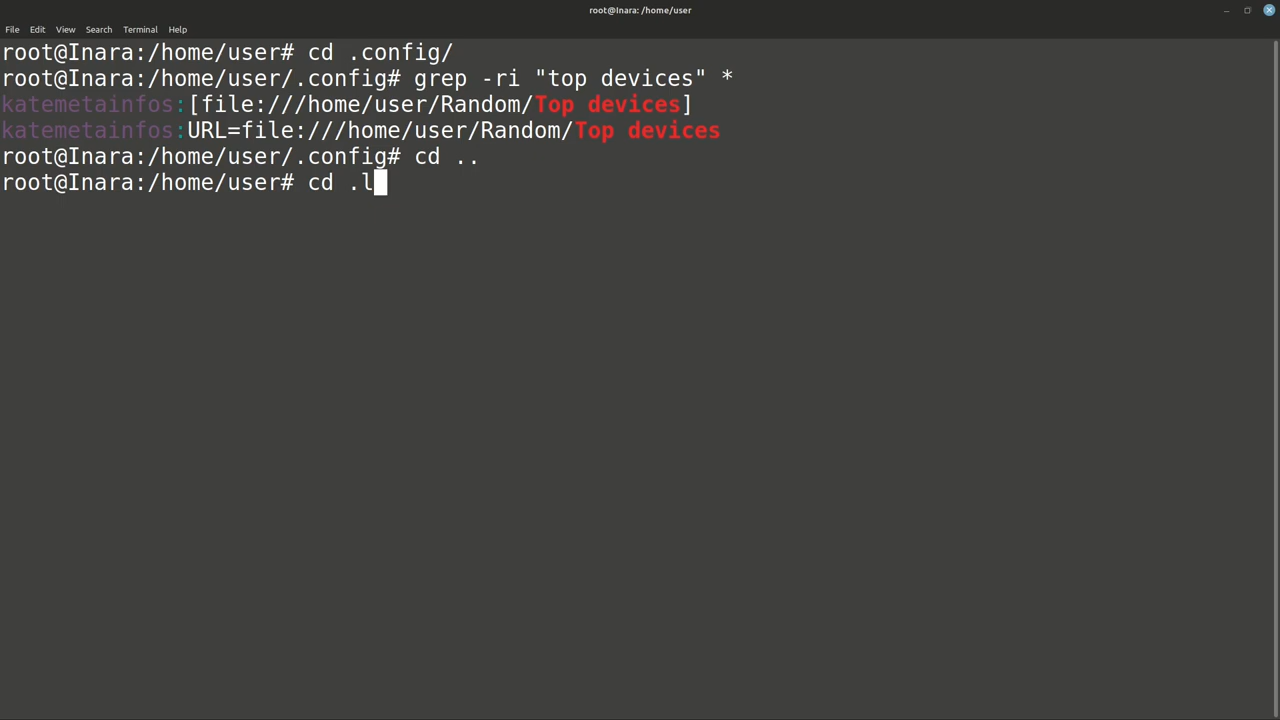 root@Inara: /home/user
File Edit View Search Terminal Help
root@Inara:/home/user# cd .config/
root@Inara:/home/user/.config# grep -ri "top devices" *
katemetainfos:[file:///home/user/Random/Top devices]
katemetainfos:URL=file:///home/user/Random/Top devices
root@Inara:/home/user/.config# cd ..
root@Inara:/home/user# cd .l